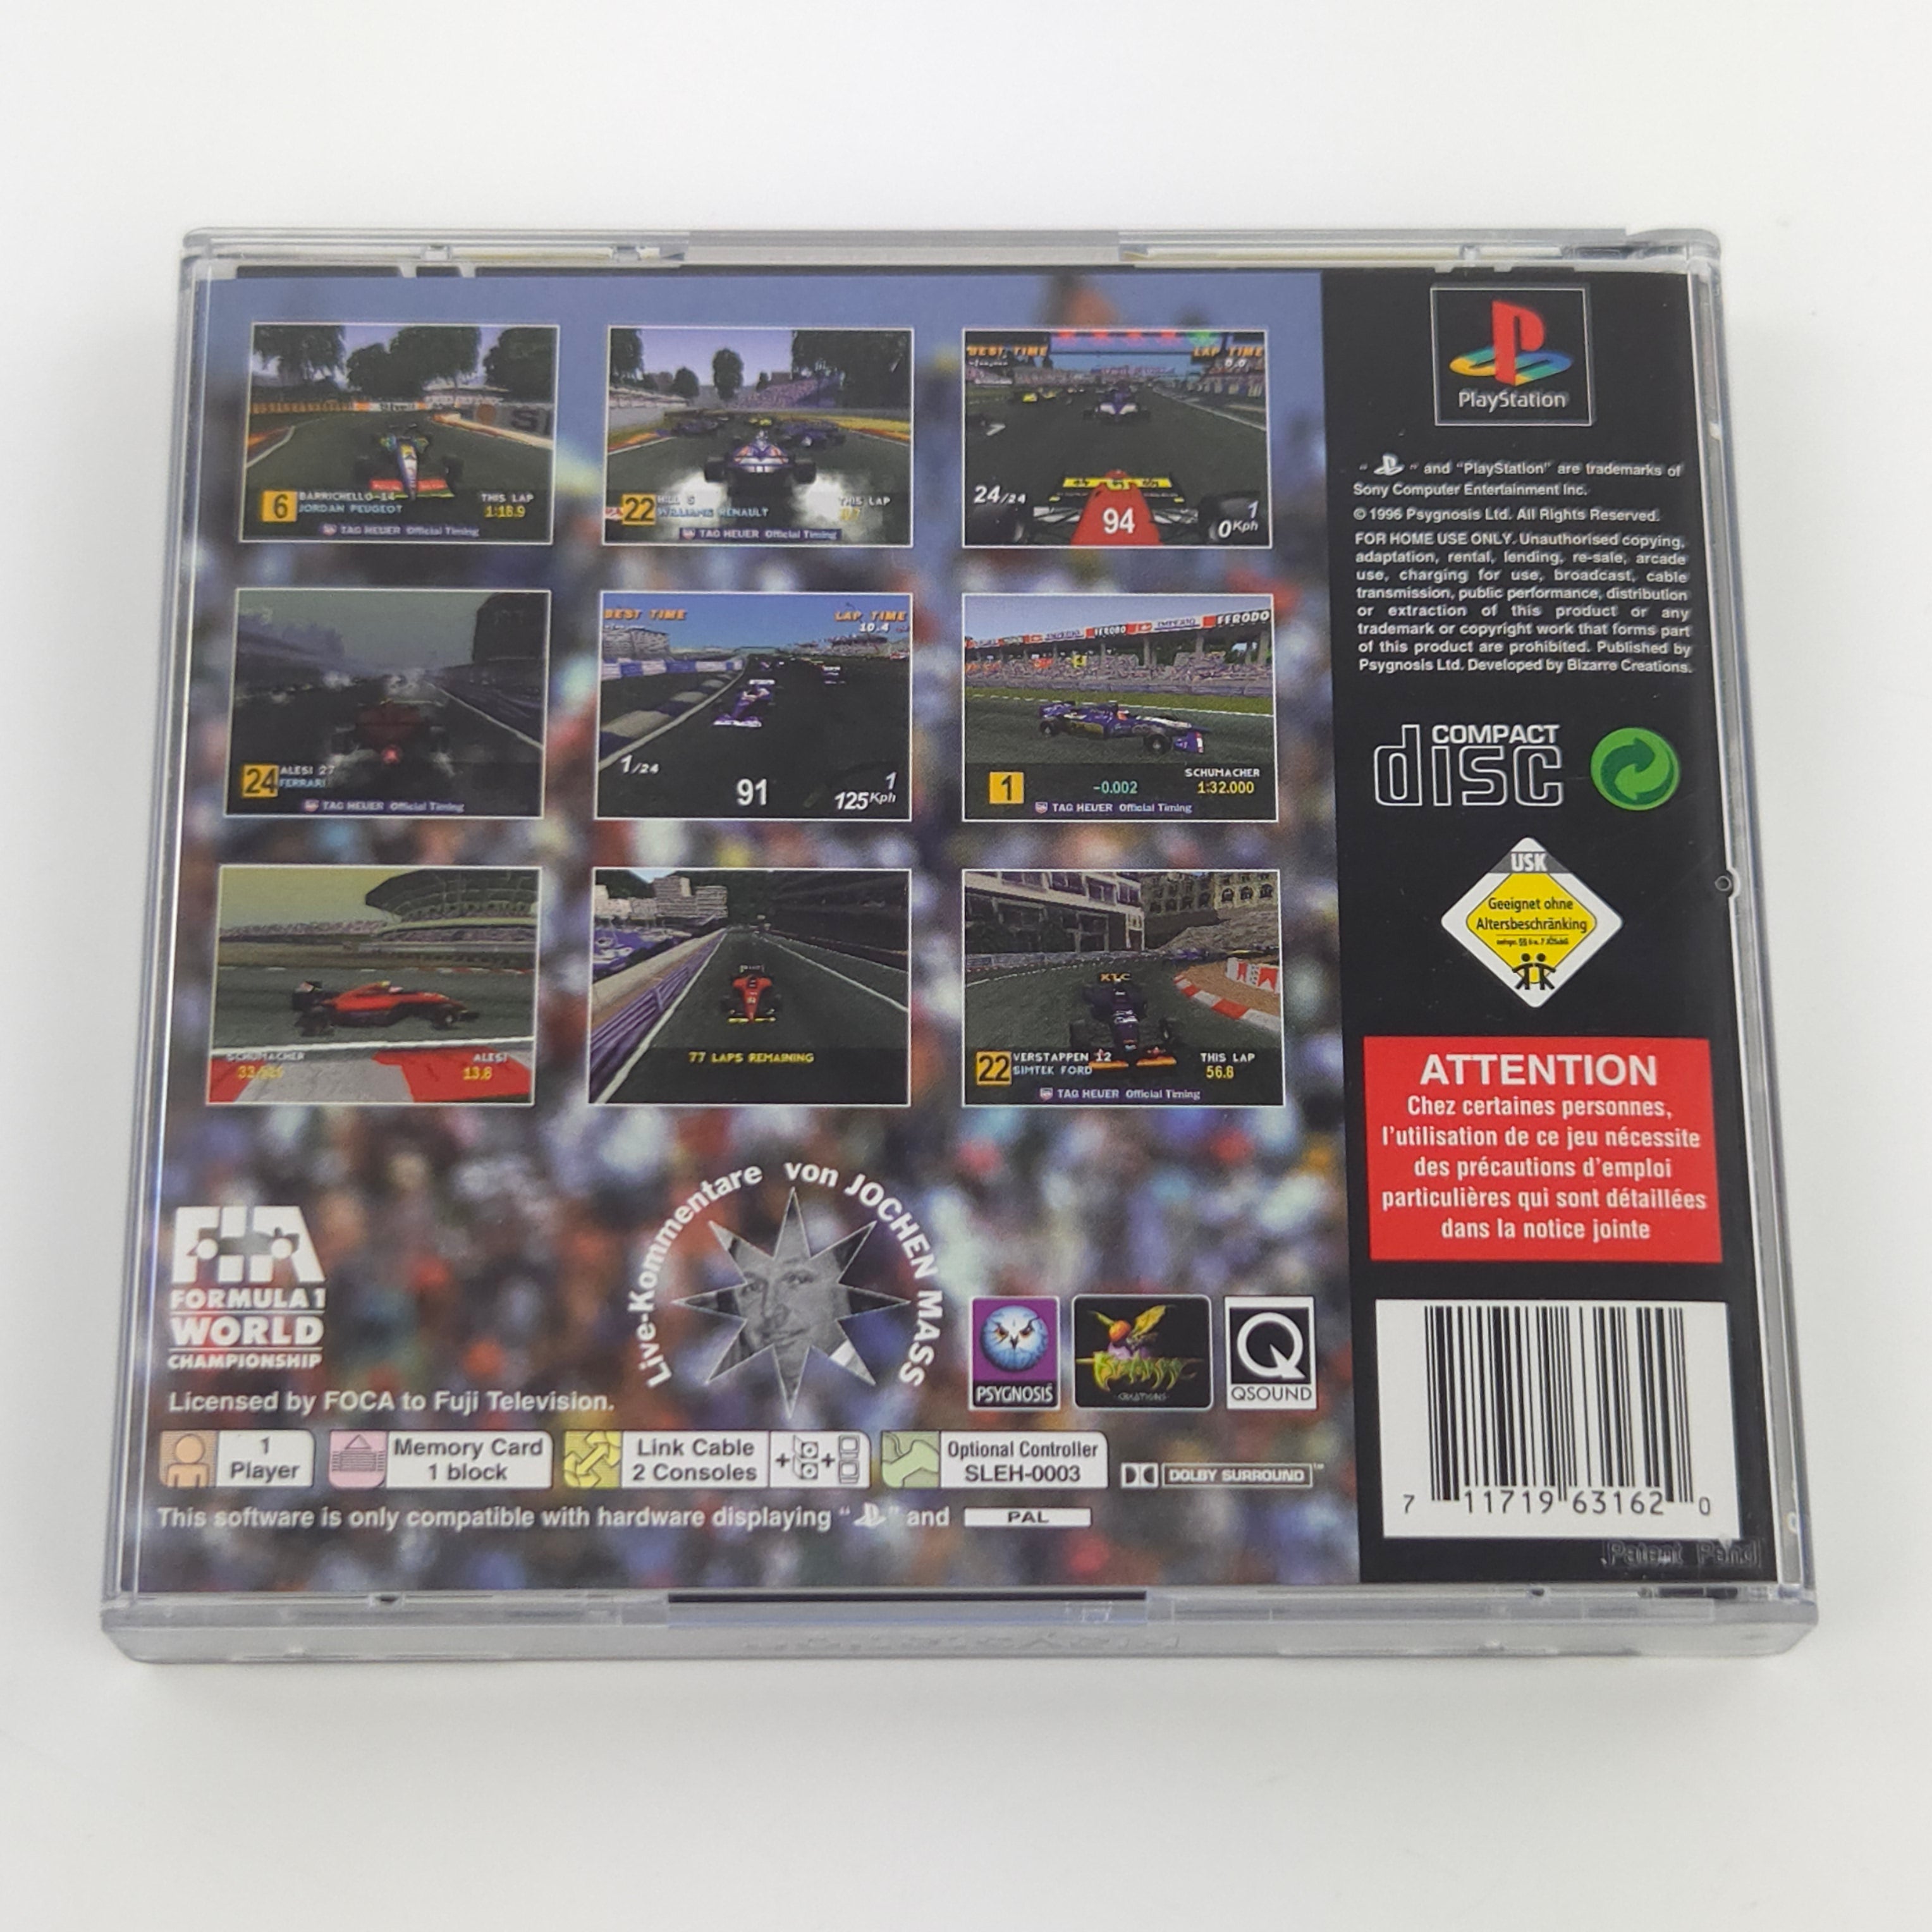 6
BARRICHELLO 14
JORDAN PEUGEOT
THIS LAP
1:18.9
TAG HEUER Official Timing
22
HILL 5
WILLIAMS RENAULT
THIS LAP
TAG HEUER Official Timing
BEST TIME
LAP TIME
0.0
24/24
94
1
0Kph
24
ALESI 27
FERRARI
TAG HEUER Official Timing
BEST TIME
LAP TIME
10.4
1/24
91
1
125Kph
FERODO
FERODO
1
-0.002
SCHUMACHER
1:32.000
TAG HEUER Official Timing
SCHUMACHER
ALESI
13.8
77 LAPS REMAINING
KTC
22
VERSTAPPEN 12
SIMTEK FORD
THIS LAP
56.8
TAG HEUER Official Timing
FIA
FORMULA 1
WORLD
CHAMPIONSHIP
Licensed by FOCA to Fuji Television.
Live-Kommentare von JOCHEN MASS
PSYGNOSIS
BIZARRE
CREATIONS
Q
QSOUND
1
Player
Memory Card
1 block
Link Cable
2 Consoles
Optional Controller
SLEH-0003
DOLBY SURROUND
This software is only compatible with hardware displaying " " and PAL
PlayStation
" " and "PlayStation" are trademarks of
Sony Computer Entertainment Inc.
© 1996 Psygnosis Ltd. All Rights Reserved.
FOR HOME USE ONLY. Unauthorised copying,
adaptation, rental, lending, re-sale, arcade
use, charging for use, broadcast, cable
transmission, public performance, distribution
or extraction of this product or any
trademark or copyright work that forms part
of this product are prohibited. Published by
Psygnosis Ltd. Developed by Bizarre Creations.
COMPACT
disc
USK
Geeignet ohne
Altersbeschränking
ATTENTION
Chez certaines personnes,
l'utilisation de ce jeu nécessite
des précautions d'emploi
particulières qui sont détaillées
dans la notice jointe
7 11719 63162 0
Patent Pend